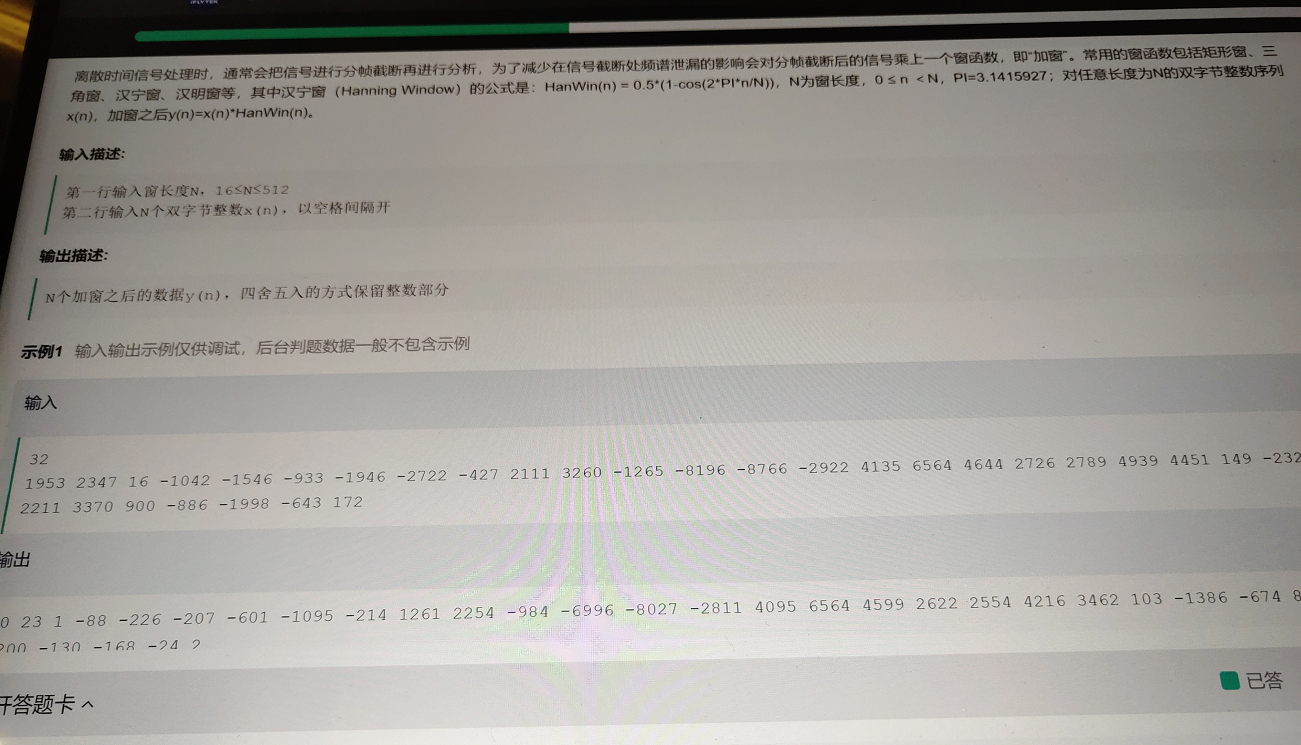 iFLYTEK
离散时间信号处理时，通常会把信号进行分帧截断再进行分析，为了减少在信号截断处频谱泄漏的影响会对分帧截断后的信号乘上一个窗函数，即“加窗”。常用的窗函数包括矩形窗、三
角窗、汉宁窗、汉明窗等，其中汉宁窗（Hanning Window）的公式是：HanWin(n) = 0.5*(1-cos(2*PI*n/N))，N为窗长度，0 ≤ n < N，PI=3.1415927；对任意长度为N的双字节整数序列
x(n)，加窗之后y(n)=x(n)*HanWin(n)。
输入描述:
第一行输入窗长度N，16≤N≤512
第二行输入N个双字节整数x(n)，以空格间隔开
输出描述:
N个加窗之后的数据y(n)，四舍五入的方式保留整数部分
示例1 输入输出示例仅供调试，后台判题数据一般不包含示例
输入
32
1953 2347 16 -1042 -1546 -933 -1946 -2722 -427 2111 3260 -1265 -8196 -8766 -2922 4135 6564 4644 2726 2789 4939 4451 149 -232
2211 3370 900 -886 -1998 -643 172
输出
0 23 1 -88 -226 -207 -601 -1095 -214 1261 2254 -984 -6996 -8027 -2811 4095 6564 4599 2622 2554 4216 3462 103 -1386 -674 8
200 -130 -168 -24 2
开答题卡
已答